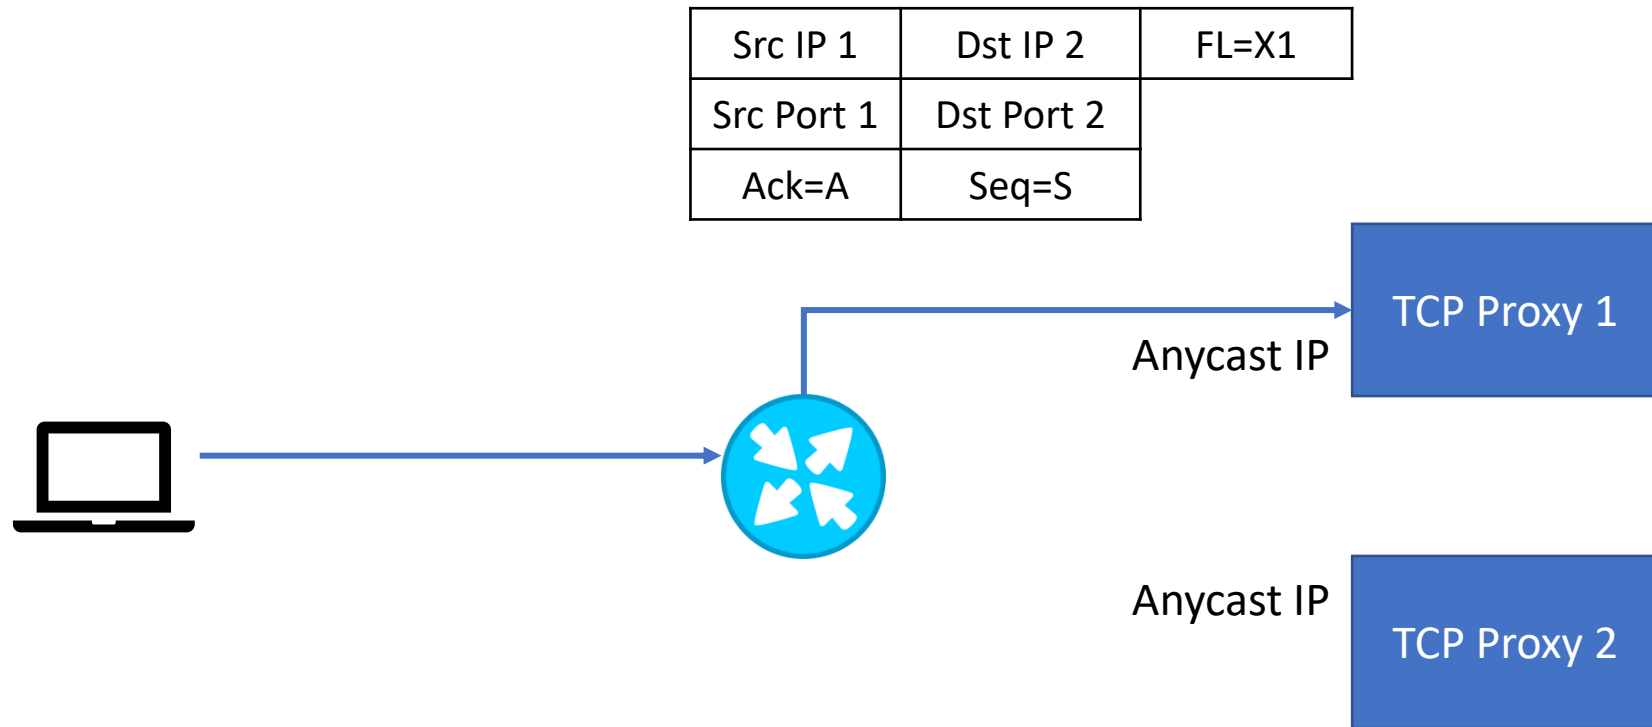 Src IP 1 Dst IP 2 FL=X1
Src Port 1 Dst Port 2
Ack=A Seq=S
TCP Proxy 1
Anycast IP
Anycast IP
TCP Proxy 2